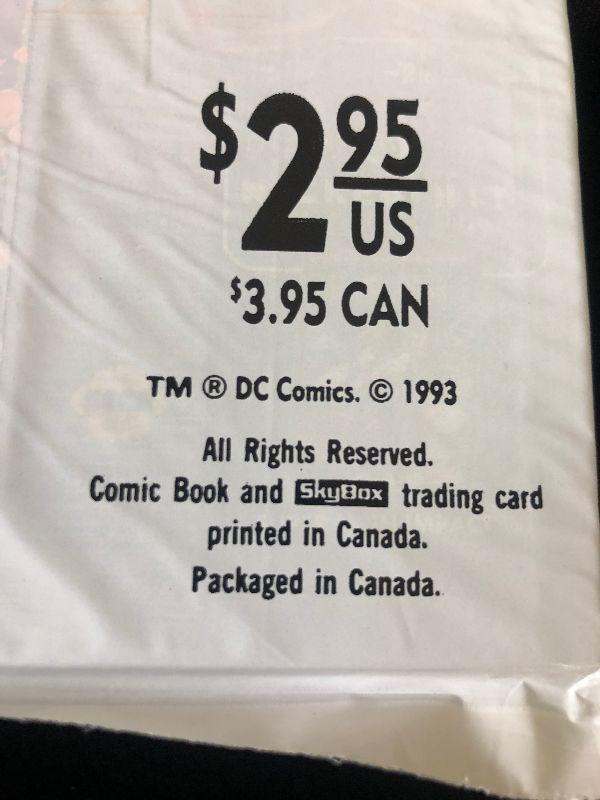 $2 95
US
$3.95 CAN
TM ® DC Comics. © 1993
All Rights Reserved.
Comic Book and SkyBox trading card
printed in Canada.
Packaged in Canada.